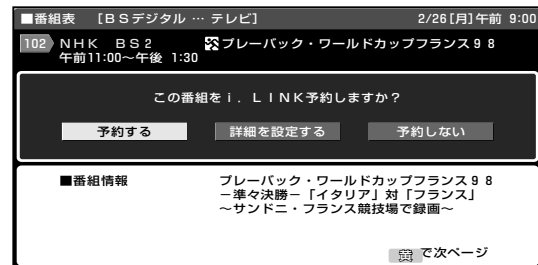 ■番組表 [BSデジタル … テレビ] 2/26[月]午前 9:00
102 NHK BS2 プレーバック・ワールドカップフランス98
午前11:00~午後 1:30
この番組をi.LINK予約しますか?
予約する 詳細を設定する 予約しない
■番組情報 プレーバック・ワールドカップフランス98
-準々決勝-「イタリア」対「フランス」
~サンドニ・フランス競技場で録画~
黄 で次ページ